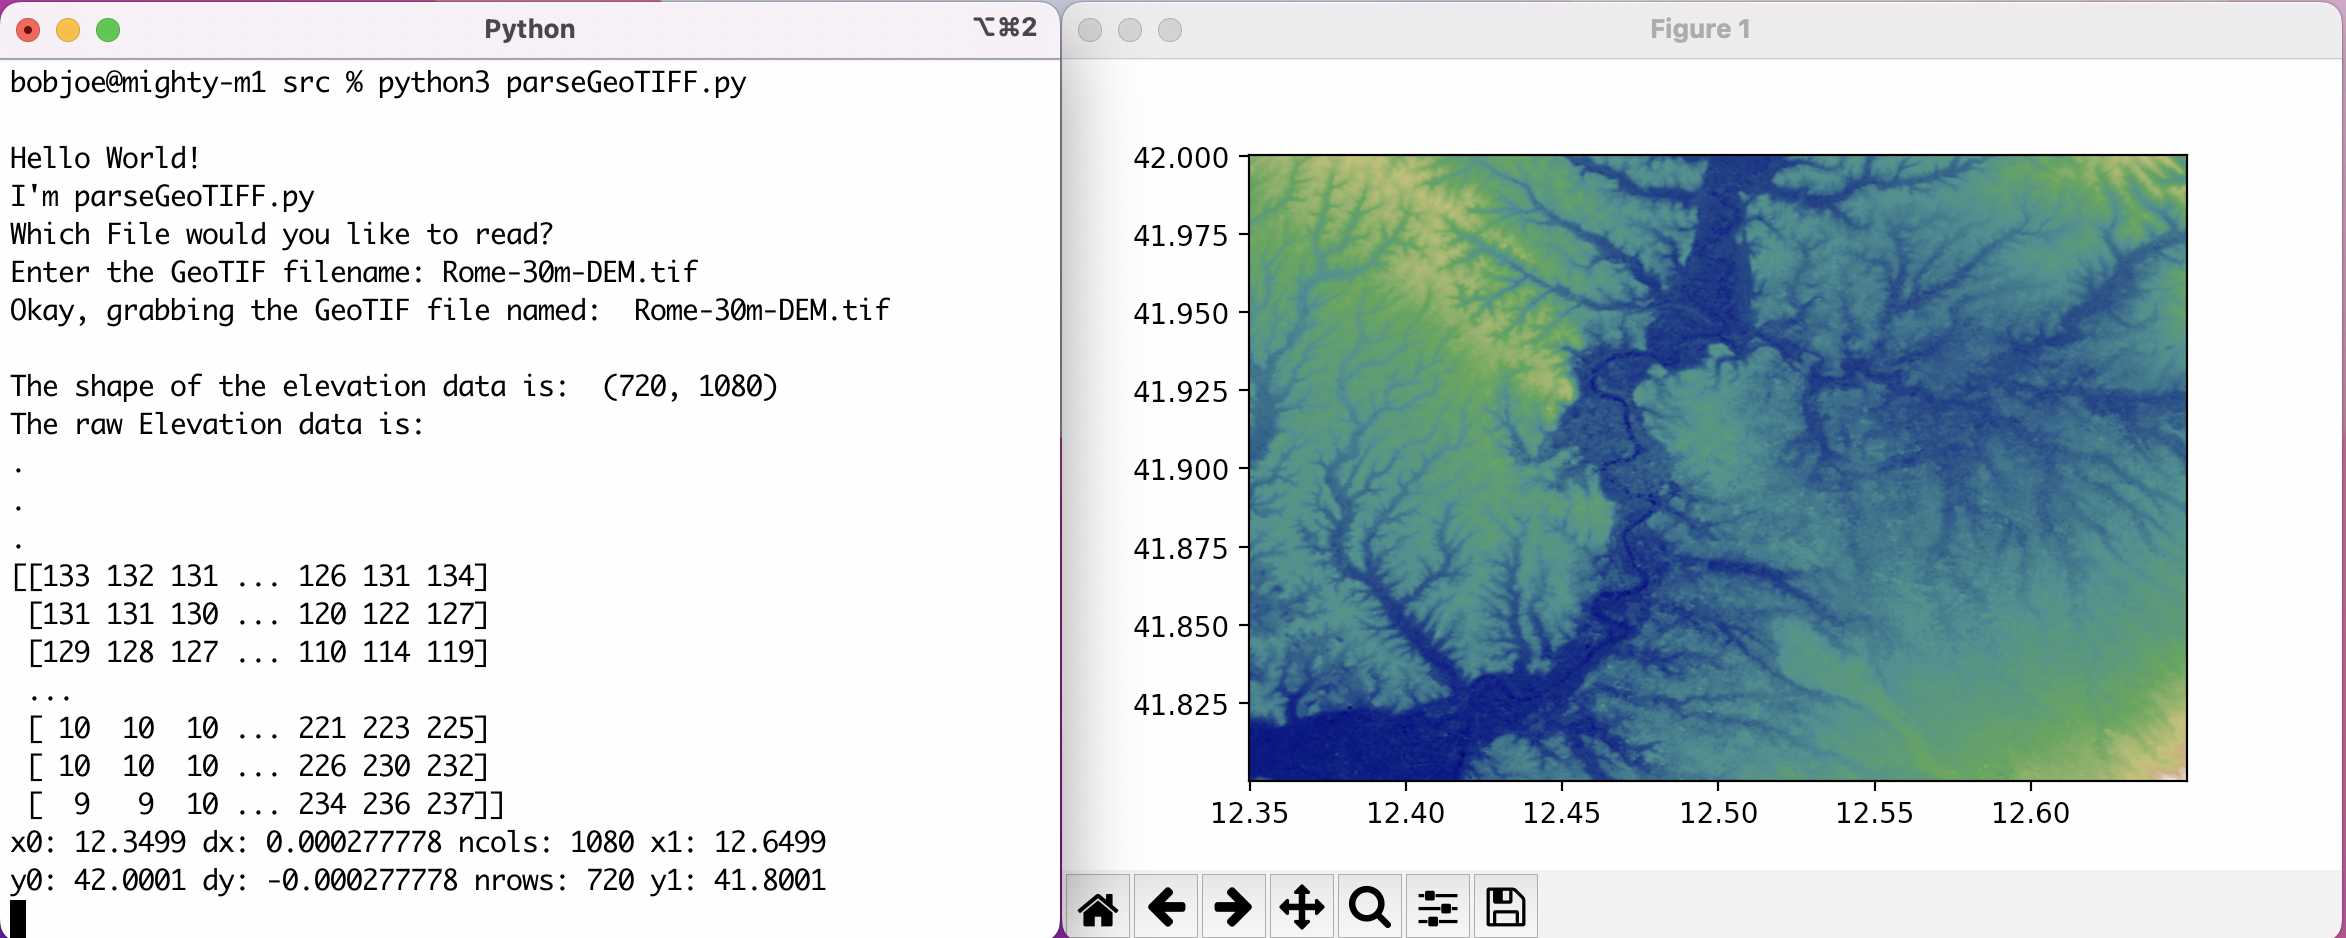 Python
⌥⌘2
bobjoe@mighty-m1 src % python3 parseGeoTIFF.py
Hello World!
I'm parseGeoTIFF.py
Which File would you like to read?
Enter the GeoTIF filename: Rome-30m-DEM.tif
Okay, grabbing the GeoTIF file named:  Rome-30m-DEM.tif
The shape of the elevation data is:  (720, 1080)
The raw Elevation data is:
.
.
.
[[133 132 131 ... 126 131 134]
 [131 131 130 ... 120 122 127]
 [129 128 127 ... 110 114 119]
 ...
 [ 10  10  10 ... 221 223 225]
 [ 10  10  10 ... 226 230 232]
 [  9   9  10 ... 234 236 237]]
x0: 12.3499 dx: 0.000277778 ncols: 1080 x1: 12.6499
y0: 42.0001 dy: -0.000277778 nrows: 720 y1: 41.8001
Figure 1
42.000
41.975
41.950
41.925
41.900
41.875
41.850
41.825
12.35 12.40 12.45 12.50 12.55 12.60